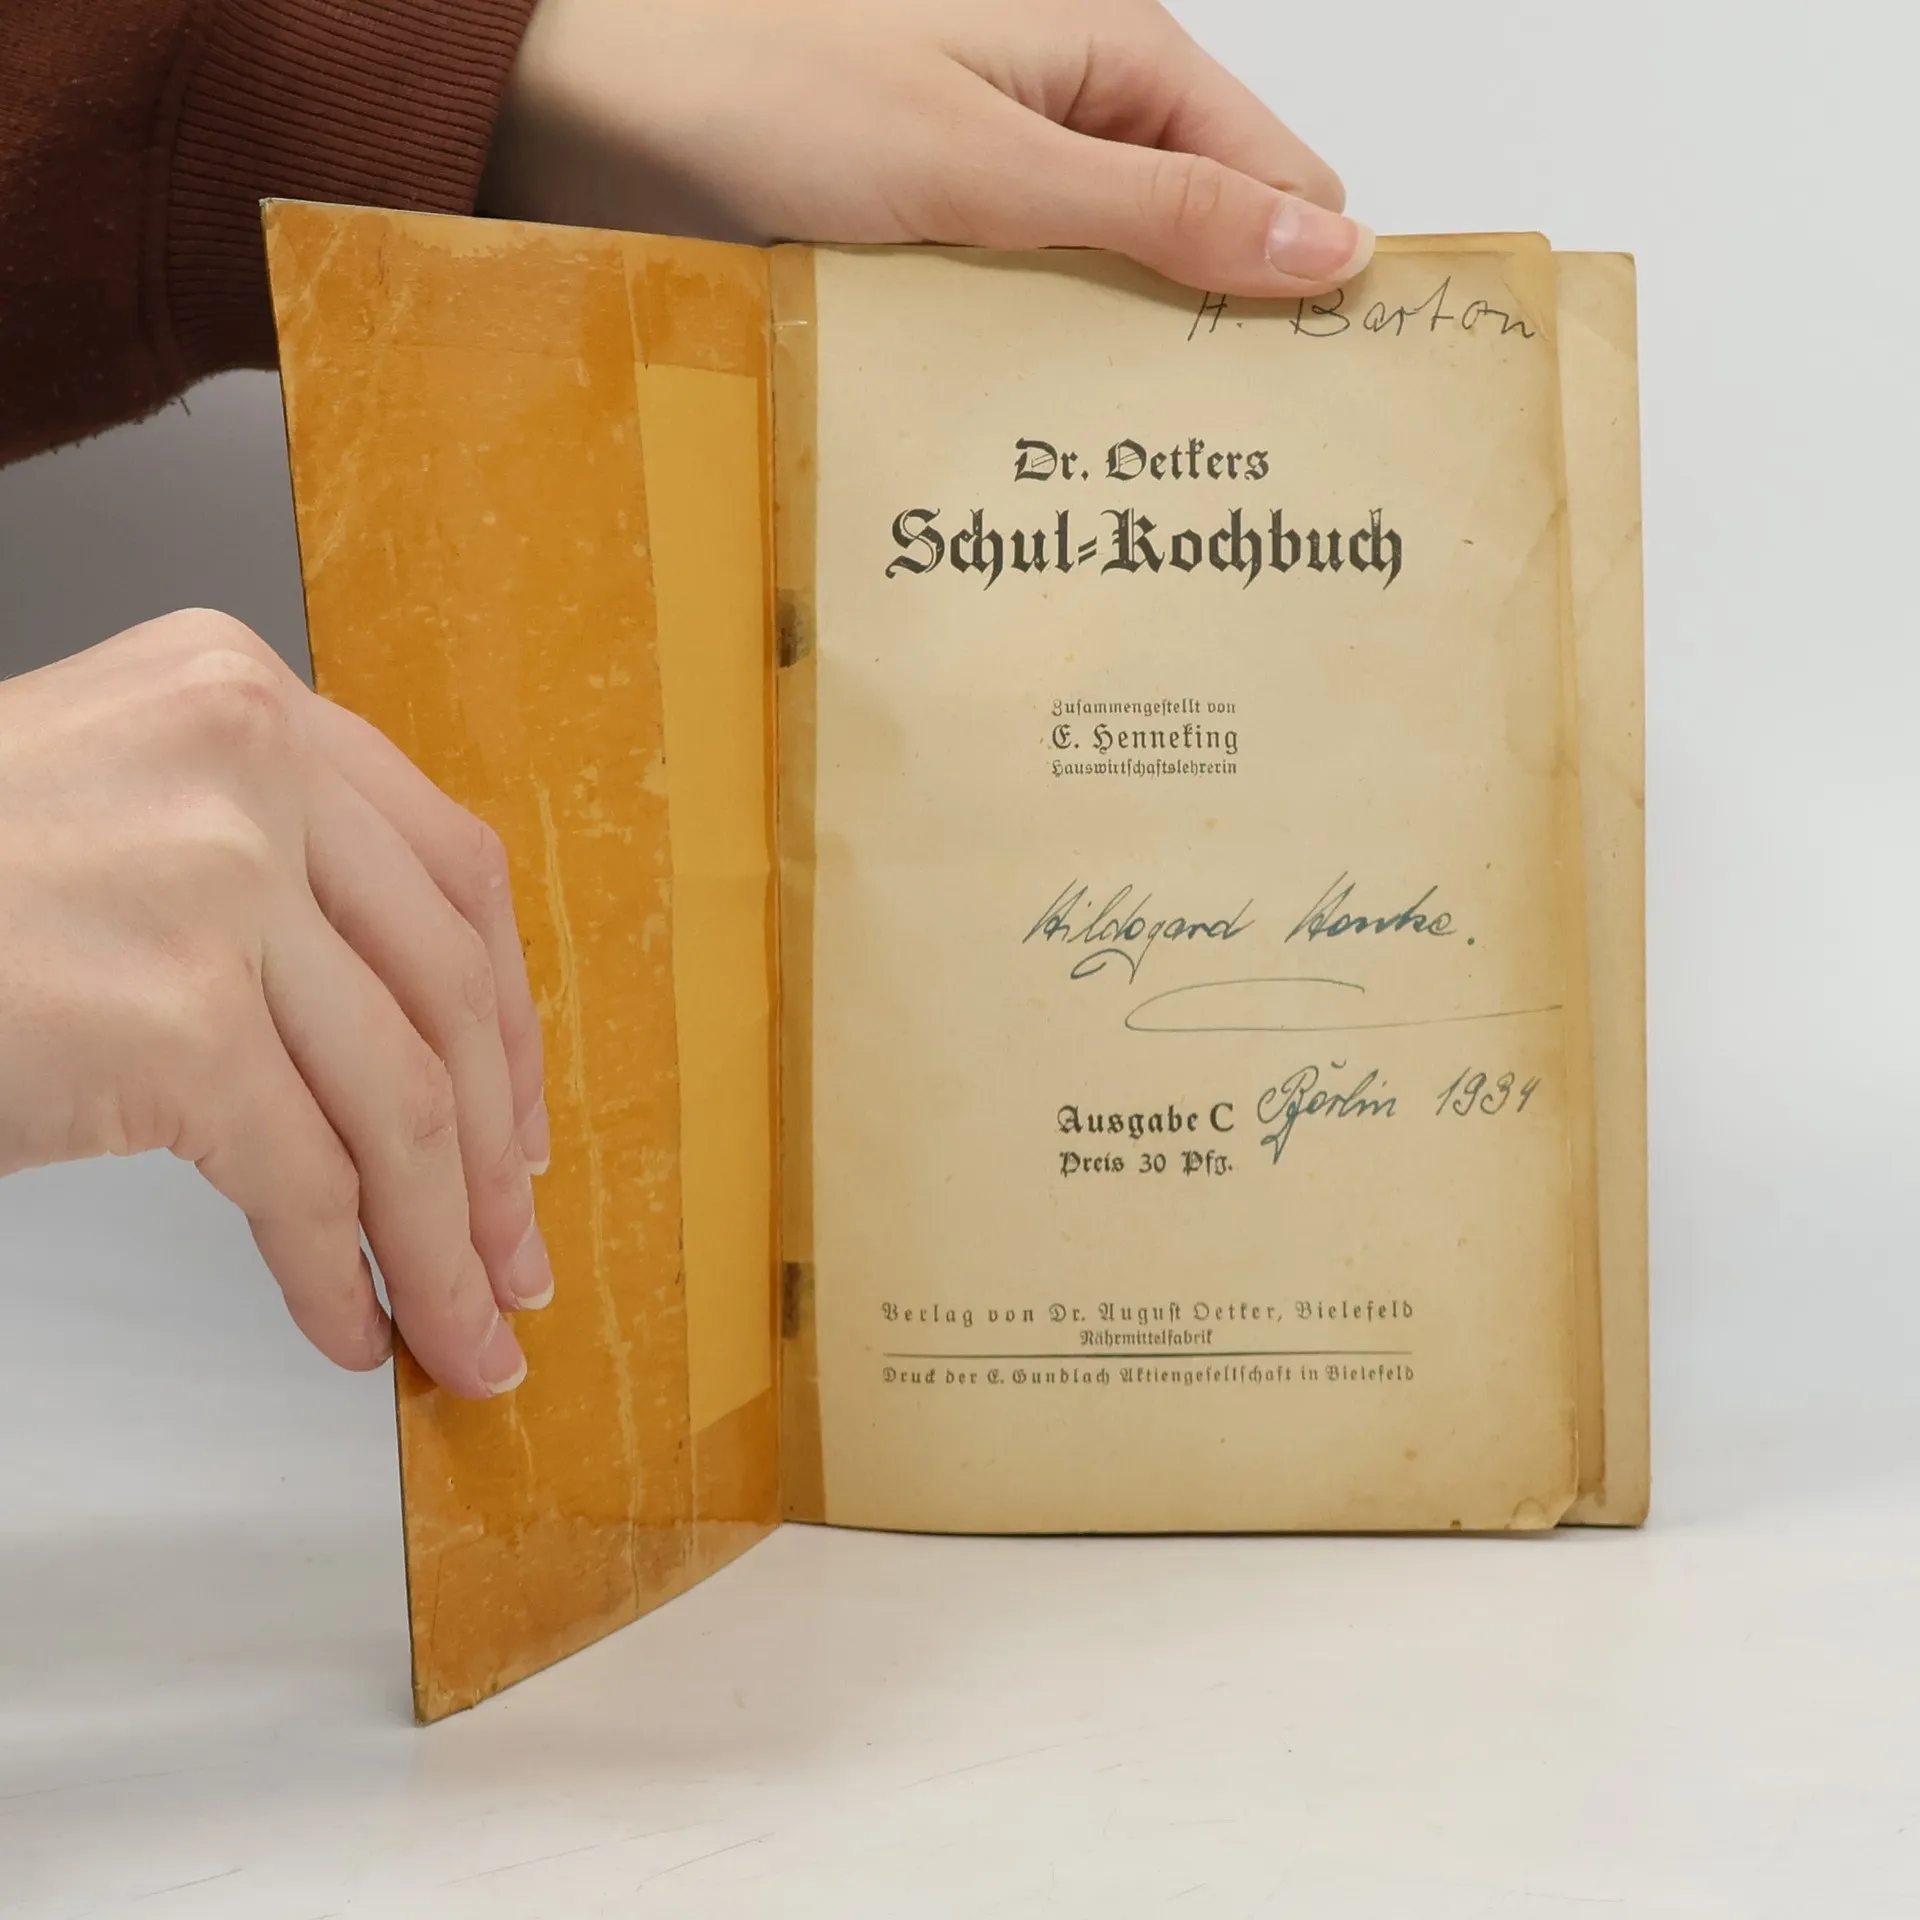 H. Barton
Dr. Oetkers
Schul-Kochbuch
Zusammengestellt von
E. Henneking
Hauswirtschaftslehrerin
Hildegard
Ausgabe C Berlin 1934
Preis 30 Pfg.
Verlag von Dr. August Oetker, Bielefeld
Nährmittelfabrik
Druck der E. Gundlach Aktiengesellschaft in Bielefeld